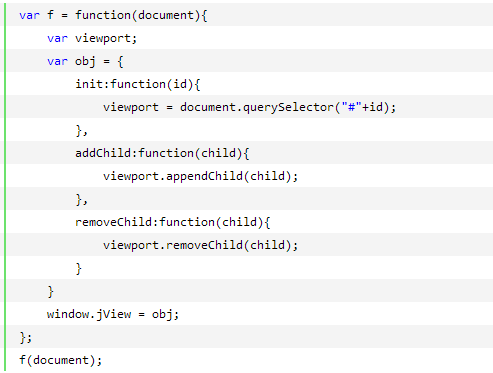 var f = function(document){
    var viewport;
    var obj = {
        init:function(id){
            viewport = document.querySelector("#"+id);
        },
        addChild:function(child){
            viewport.appendChild(child);
        },
        removeChild:function(child){
            viewport.removeChild(child);
        }
    }
    window.jView = obj;
};
f(document);